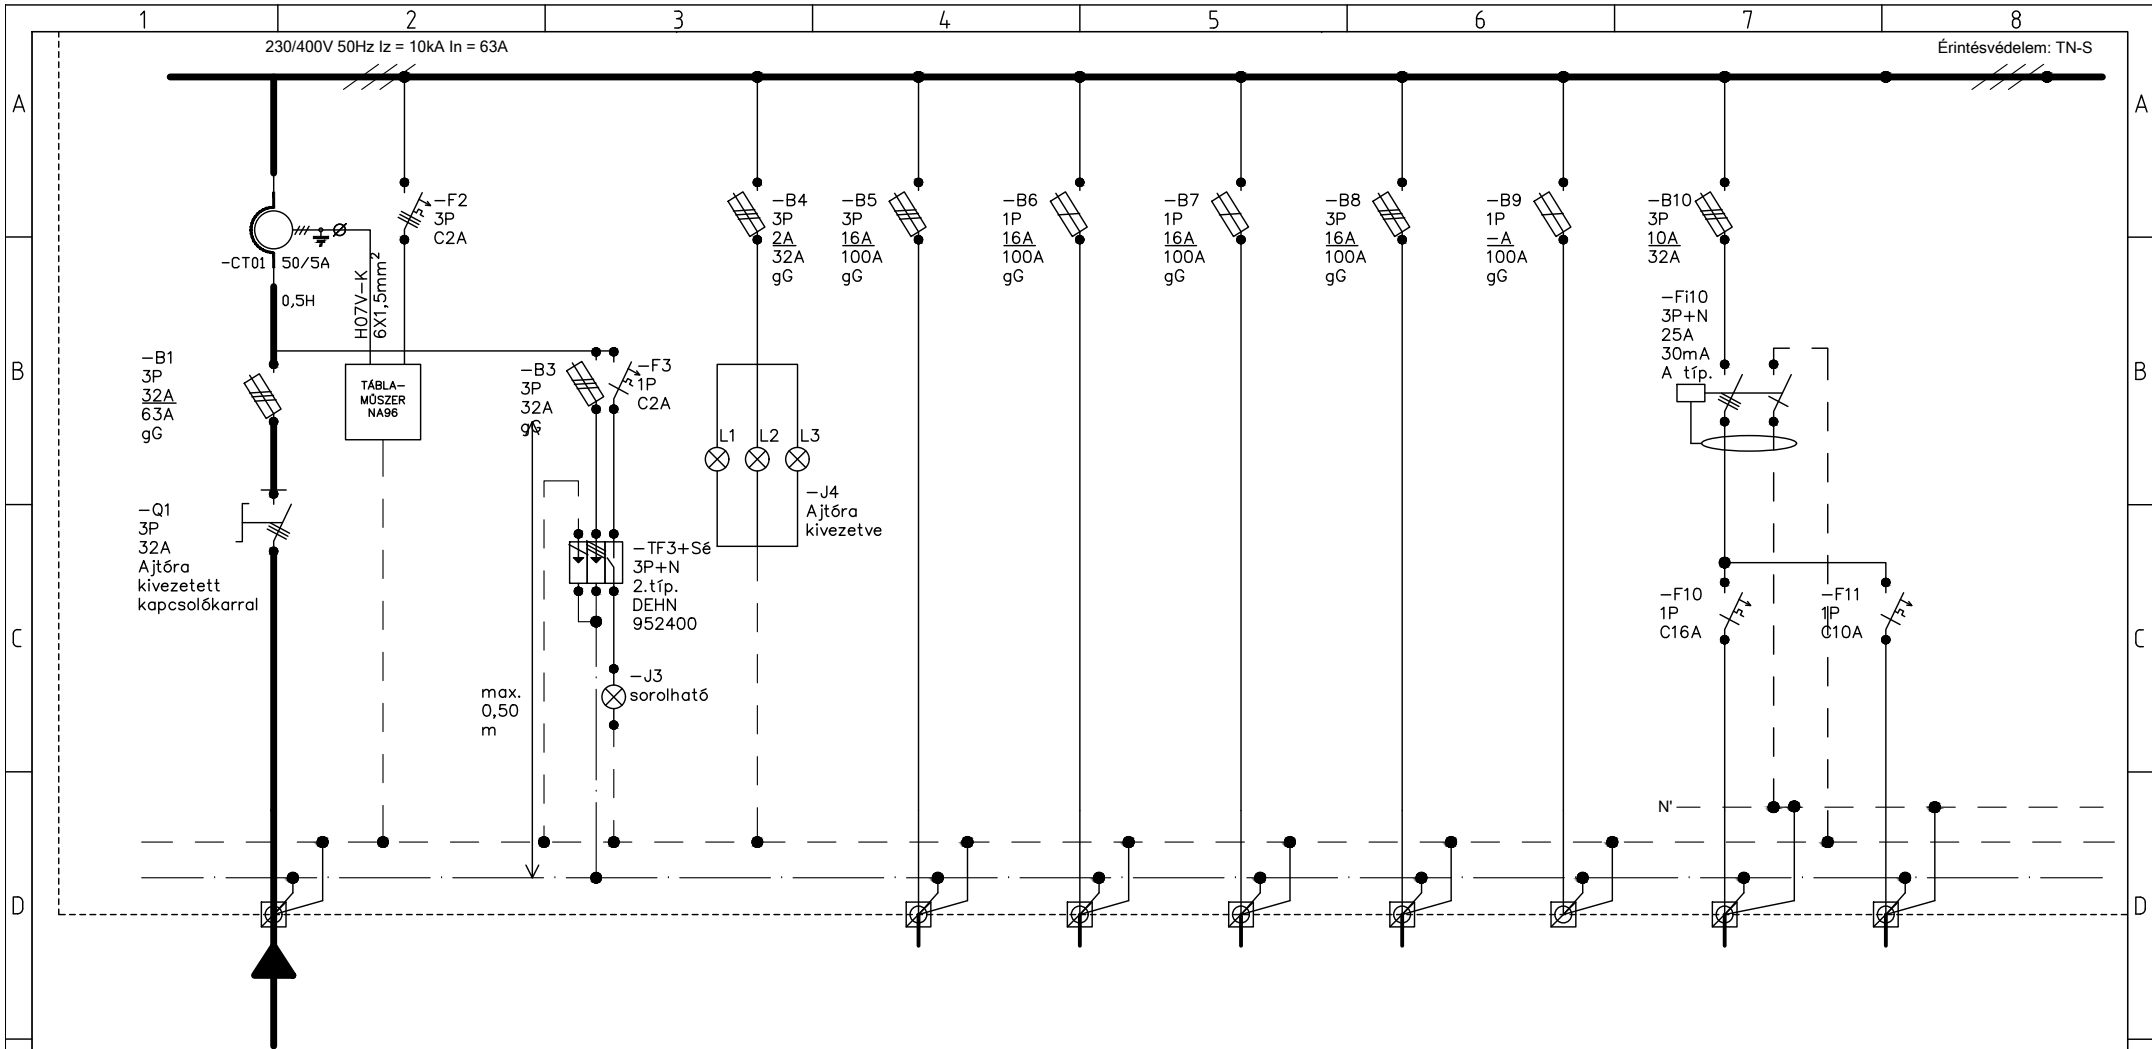 1 2 3 4 5 6 7 8
230/400V 50Hz Iz = 10kA In = 63A
Érintésvédelem: TN-S
A
A
-F2
3P
C2A
-CT01 50/5A
0,5H
H07V-K
6X1,5mm²
-B4
3P
2A
32A
gG
-B5
3P
16A
100A
gG
-B6
1P
16A
100A
gG
-B7
1P
16A
100A
gG
-B8
3P
16A
100A
gG
-B9
1P
-A
100A
gG
-B10
3P
10A
32A
-Fi10
3P+N
25A
30mA
A típ.
B
B
-B1
3P
32A
63A
gG
TÁBLA-
MŰSZER
NA96
-B3
3P
32A
gG
-F3
1P
C2A
L1
L2
L3
-J4
Ajtóra
kivezetve
-Q1
3P
32A
Ajtóra
kivezetett
kapcsolókarral
-TF3+Sé
3P+N
2.típ.
DEHN
952400
-F10
1P
C16A
-F11
1P
C10A
C
C
-J3
sorolható
max.
0,50
m
N'
D
D